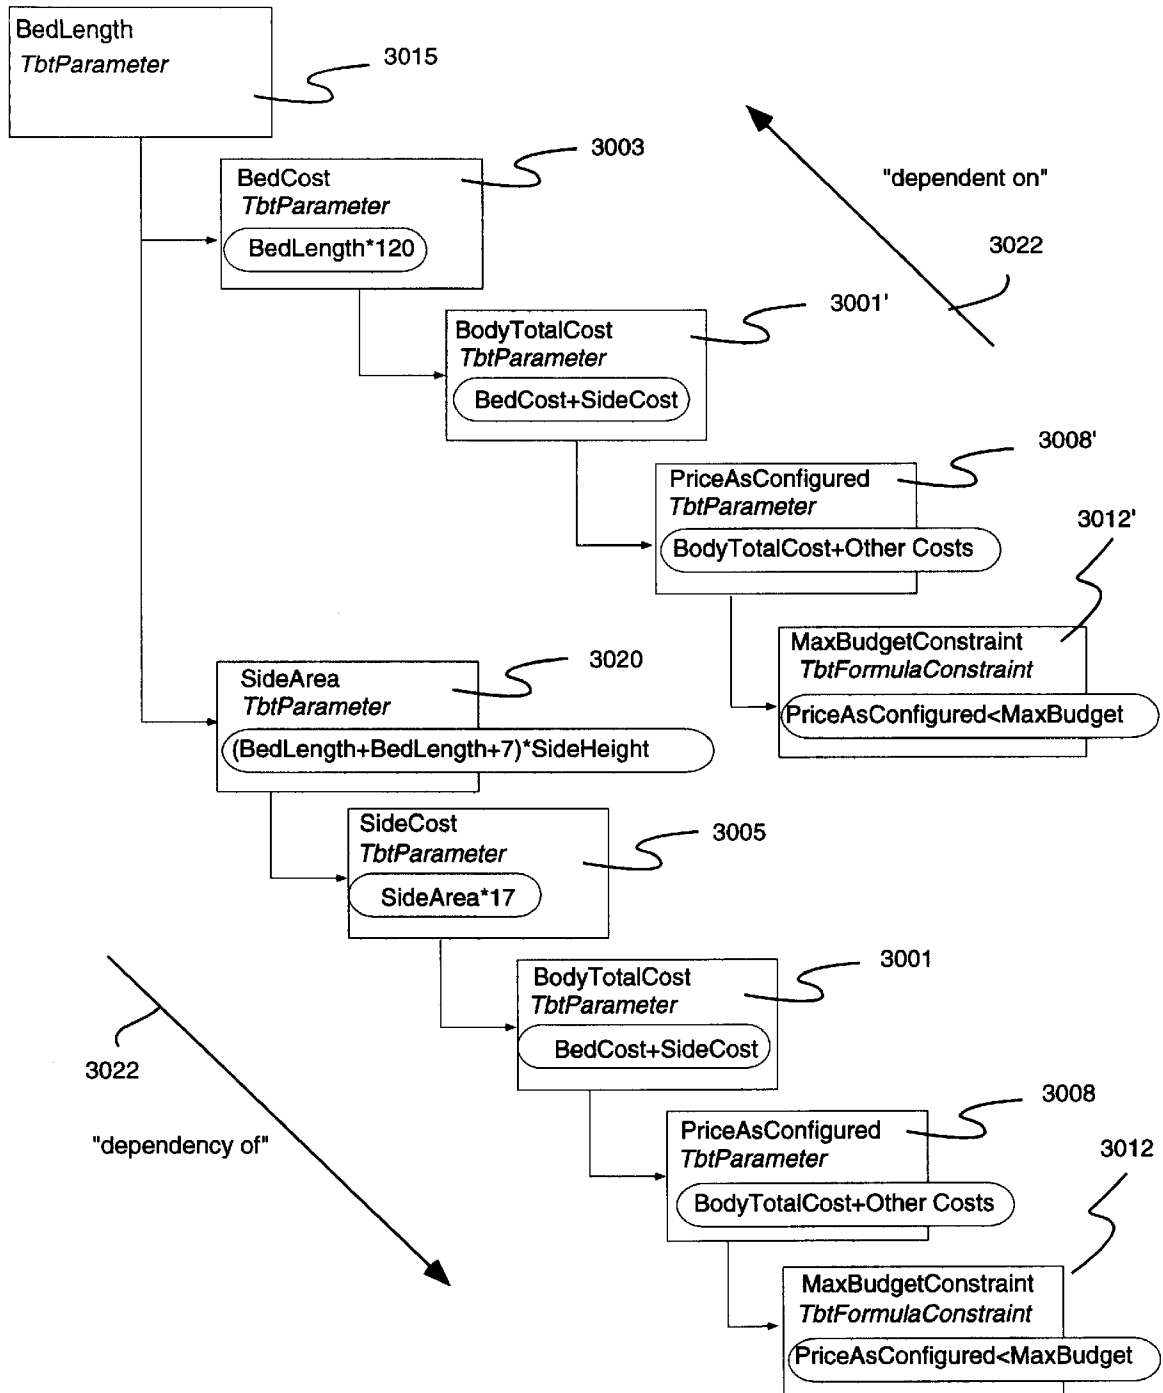 BedLength
TbtParameter
3015
3003
BedCost
TbtParameter
BedLength*120
"dependent on"
3022
3001'
BodyTotalCost
TbtParameter
BedCost+SideCost
3008'
PriceAsConfigured
TbtParameter
BodyTotalCost+Other Costs
3012'
MaxBudgetConstraint
TbtFormulaConstraint
PriceAsConfigured<MaxBudget
3020
SideArea
TbtParameter
(BedLength+BedLength+7)*SideHeight
3005
SideCost
TbtParameter
SideArea*17
3001
BodyTotalCost
TbtParameter
BedCost+SideCost
3022
"dependency of"
3008
PriceAsConfigured
TbtParameter
BodyTotalCost+Other Costs
3012
MaxBudgetConstraint
TbtFormulaConstraint
PriceAsConfigured<MaxBudget